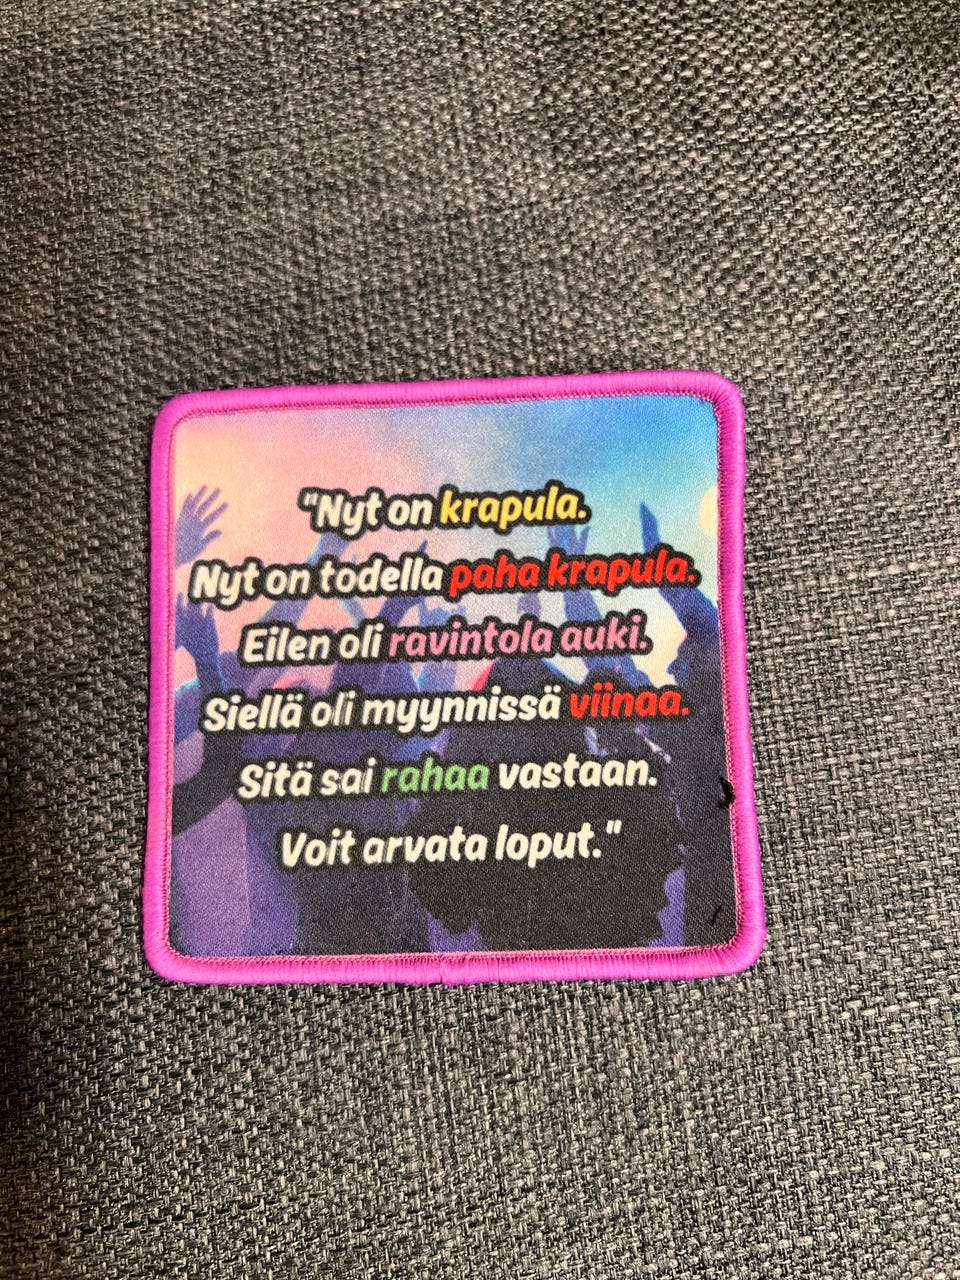 "Nyt on krapula.
Nyt on todella paha krapula.
Eilen oli ravintola auki.
Siellä oli myynnissä viinaa.
Sitä sai rahaa vastaan.
Voit arvata loput."